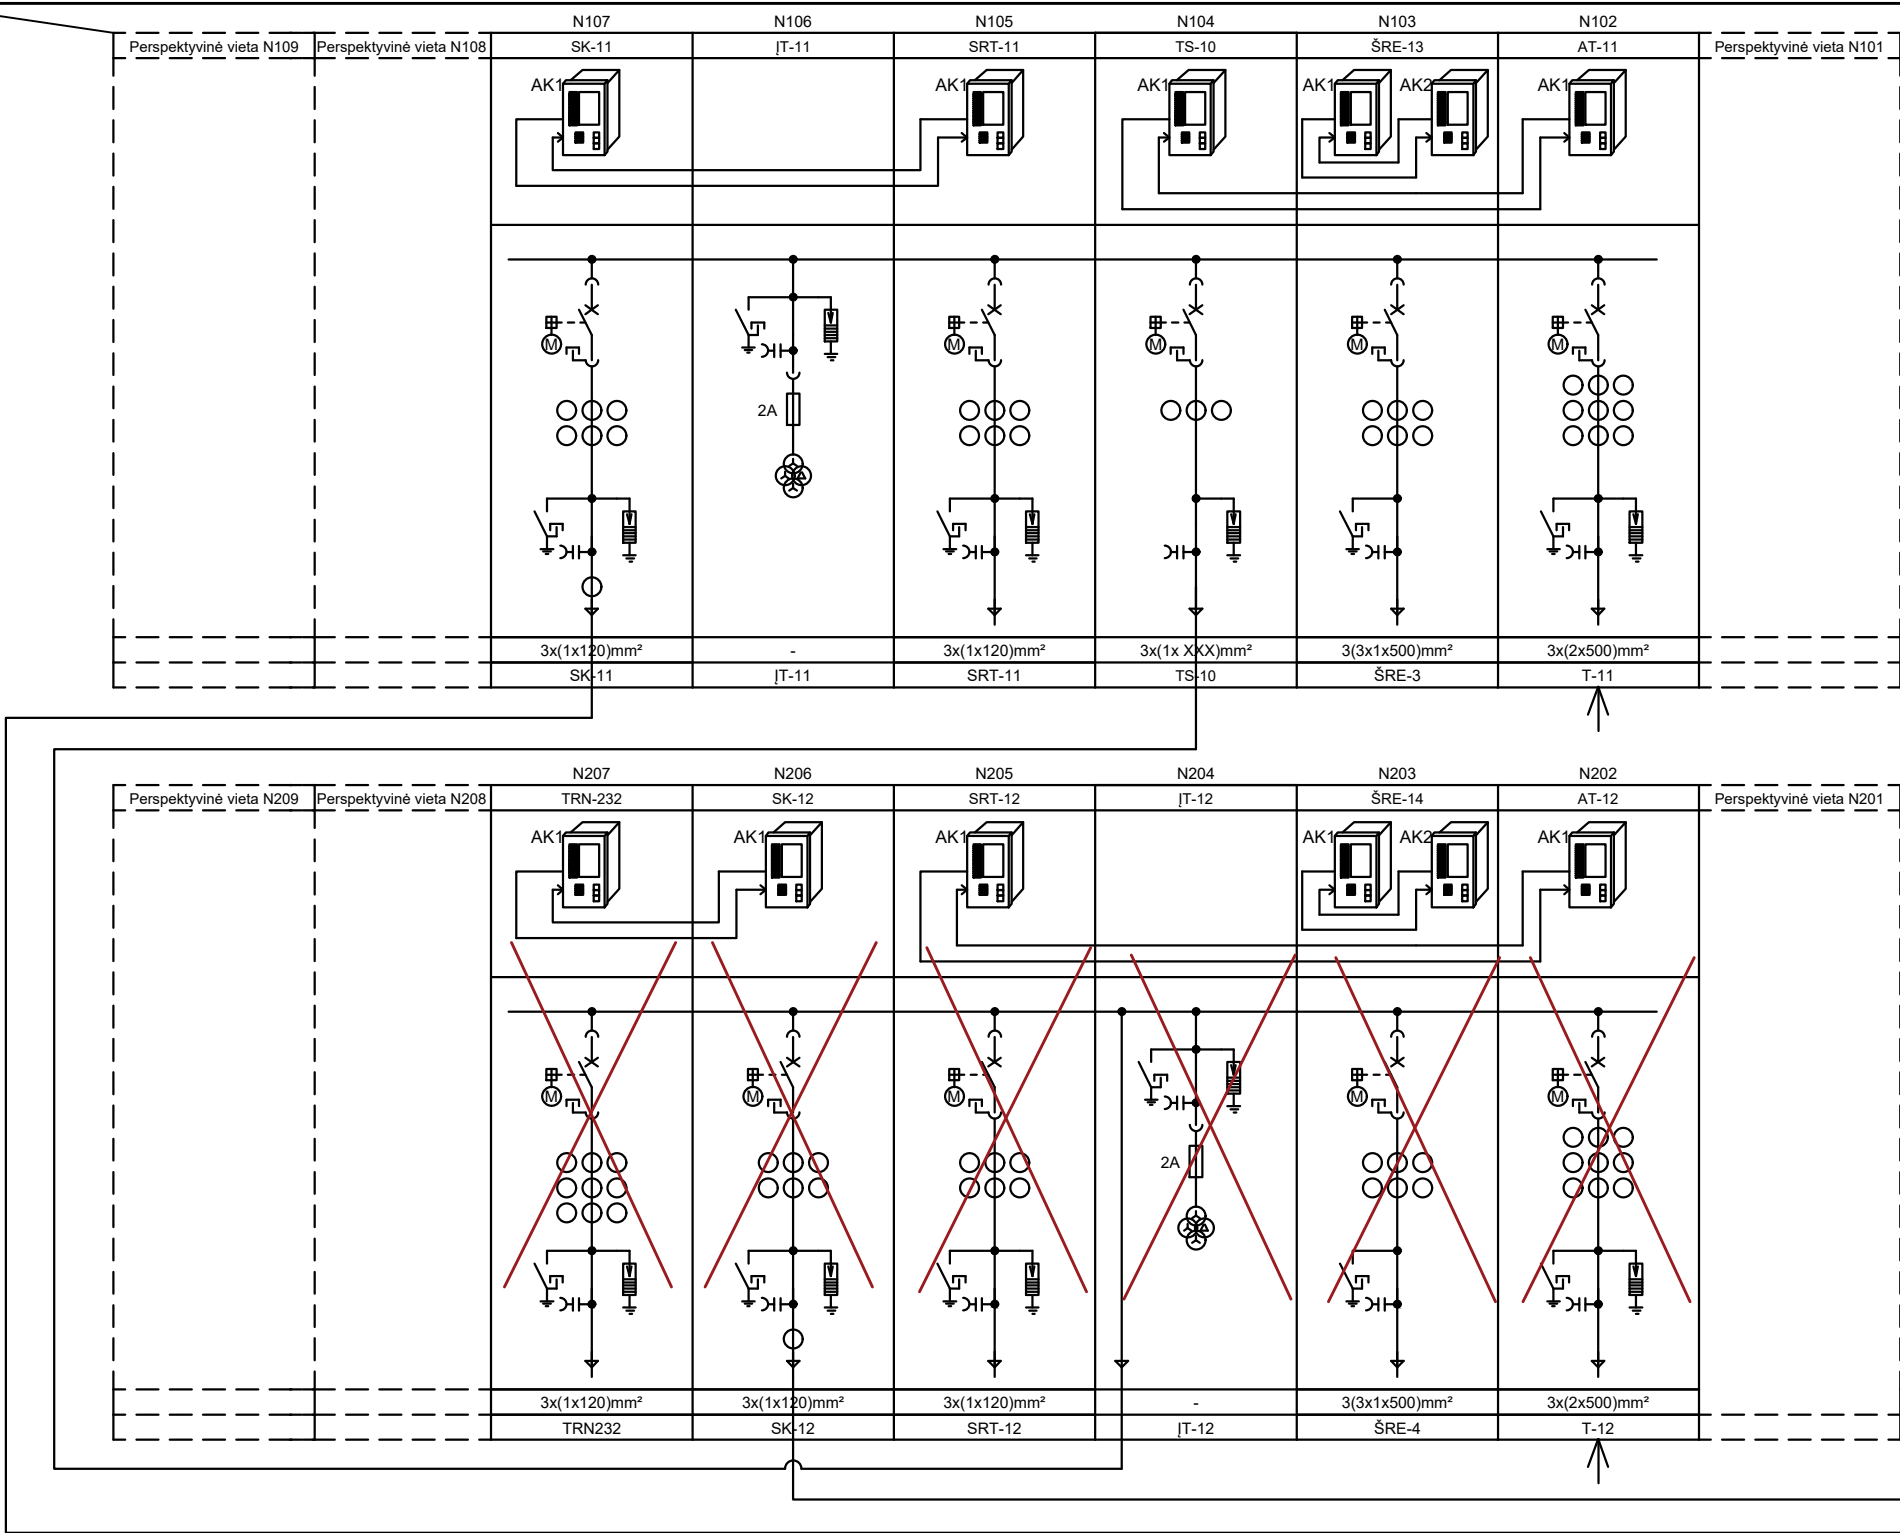 N107 N106 N105 N104 N103 N102
Perspektyvinė vieta N109 Perspektyvinė vieta N108 SK-11 ĮT-11 SRT-11 TS-10 ŠRE-13 AT-11 Perspektyvinė vieta N101
AK1 AK1 AK1 AK1 AK2 AK1
M M M M M
2A
3x(1x120)mm² - 3x(1x120)mm² 3x(1x XXX)mm² 3(3x1x500)mm² 3x(2x500)mm²
SK-11 ĮT-11 SRT-11 TS-10 ŠRE-3 T-11
N207 N206 N205 N204 N203 N202
Perspektyvinė vieta N209 Perspektyvinė vieta N208 TRN-232 SK-12 SRT-12 ĮT-12 ŠRE-14 AT-12 Perspektyvinė vieta N201
AK1 AK1 AK1 AK1 AK2 AK1
M M M M M
2A
3x(1x120)mm² 3x(1x120)mm² 3x(1x120)mm² - 3(3x1x500)mm² 3x(2x500)mm²
TRN232 SK-12 SRT-12 ĮT-12 ŠRE-4 T-12